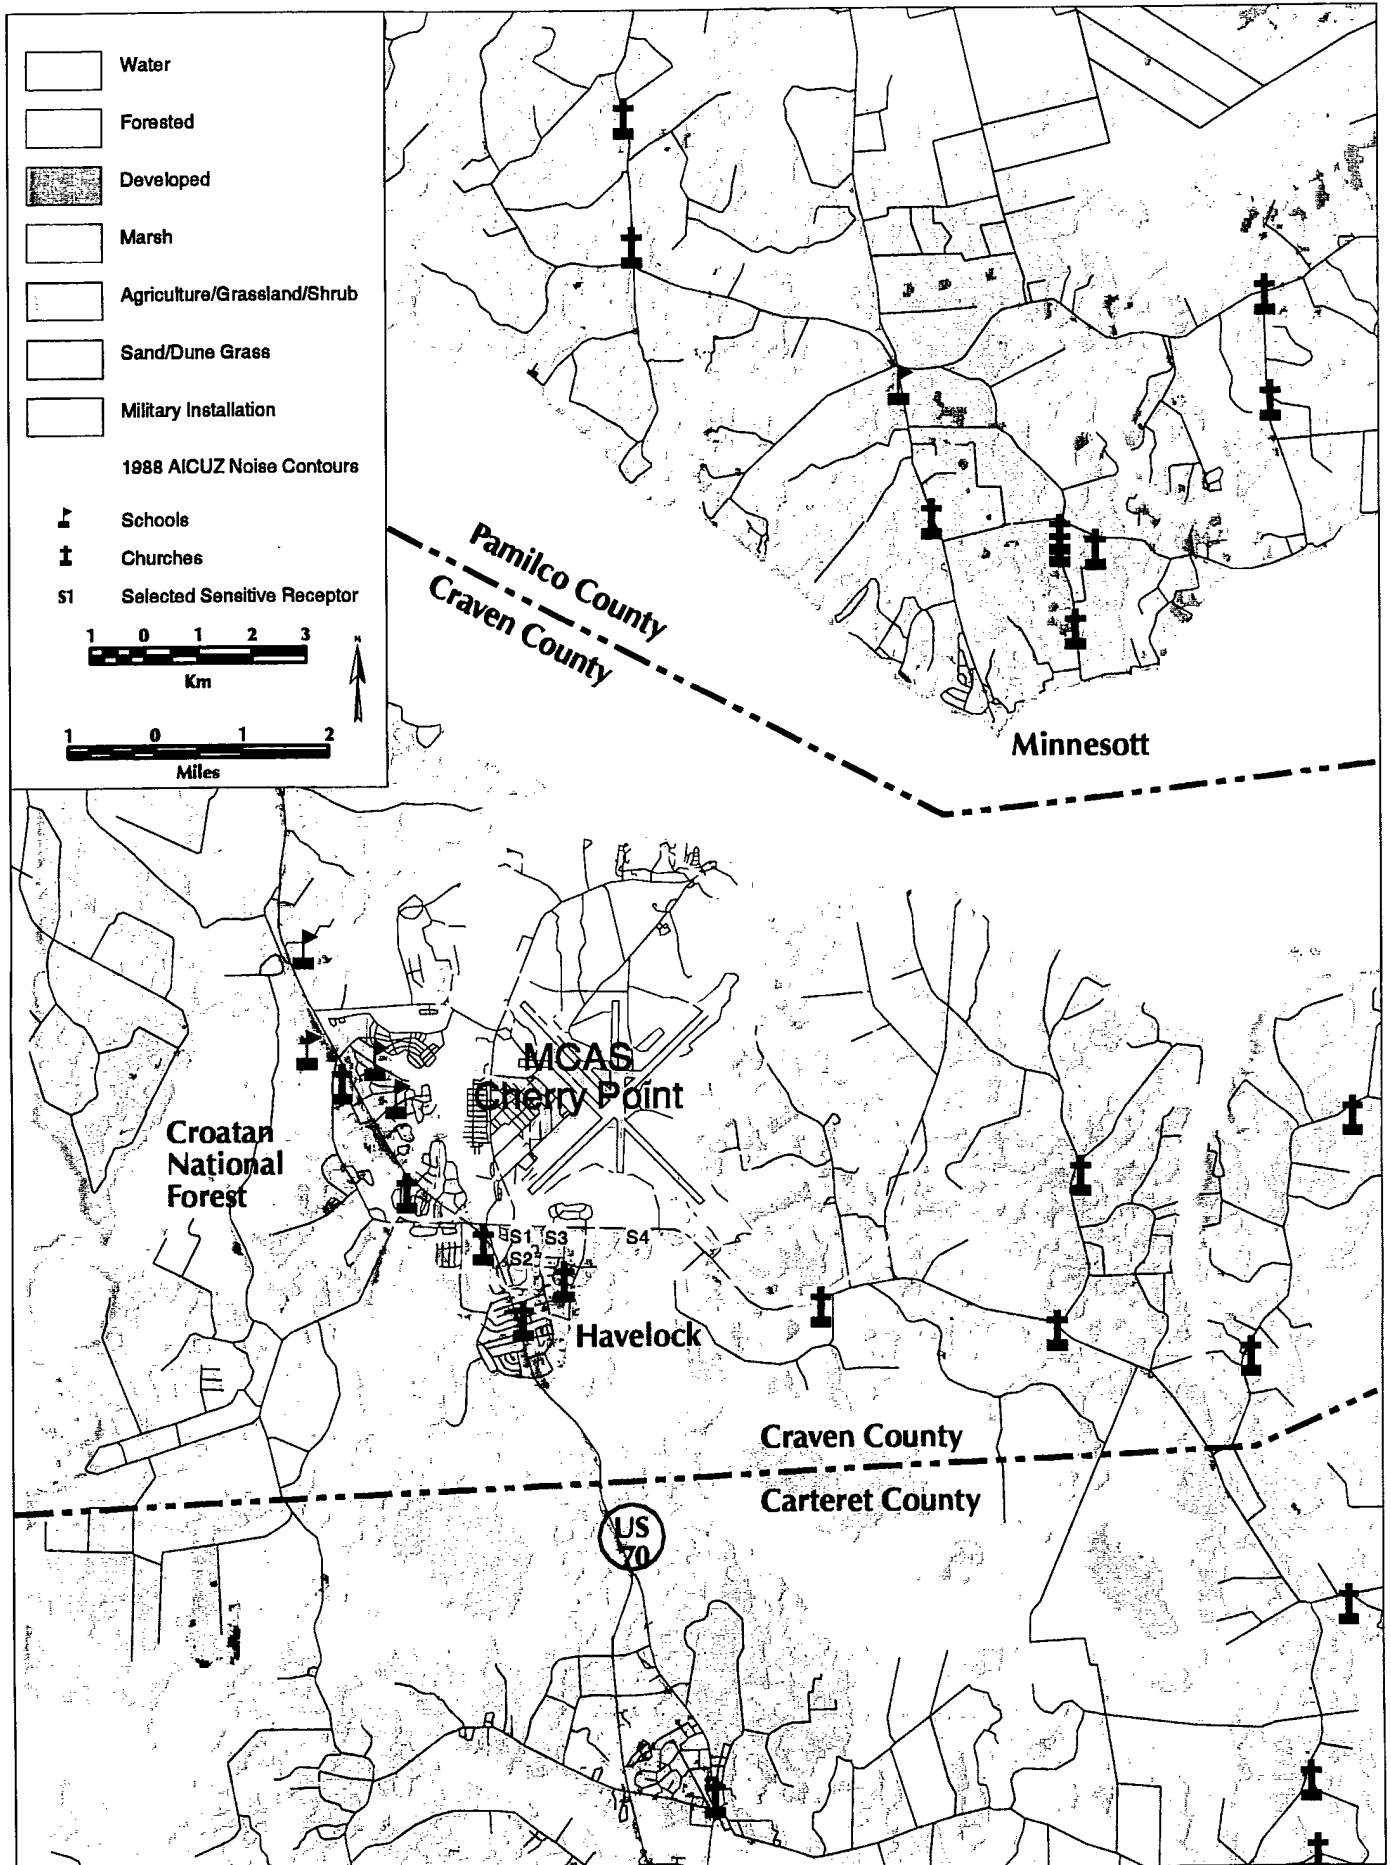 Water
Forested
Developed
Marsh
Agriculture/Grassland/Shrub
Sand/Dune Grass
Military Installation
1988 AICUZ Noise Contours
Schools
Churches
S1 Selected Sensitive Receptor
1 0 1 2 3
Km
N
1 0 1 2
Miles
Pamilco County
Craven County
Minnesott
MCAS
Cherry Point
Croatan
National
Forest
S1 S3 S4
S2
Havelock
Craven County
Carteret County
US
70